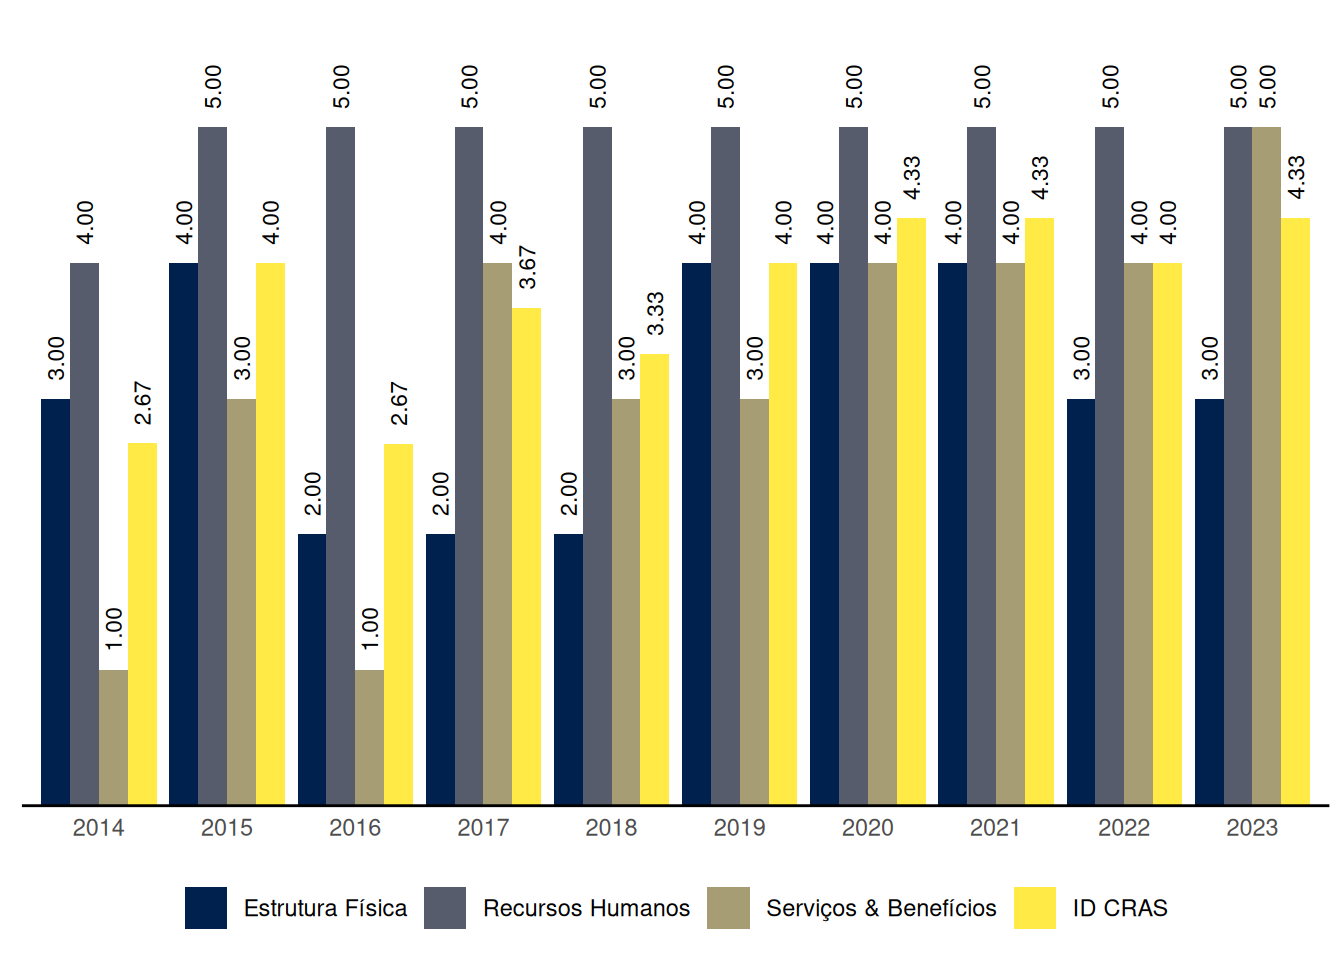 5.00 5.00 5.00 5.00 5.00 5.00 5.00 5.00 5.00 5.00
4.33 4.33 4.33
4.00 4.00 4.00 4.00 4.00 4.00 4.00 4.00 4.00 4.00 4.00 4.00
3.67
3.33
3.00 3.00 3.00 3.00 3.00 3.00
2.67 2.67
2.00 2.00 2.00
1.00 1.00
2014 2015 2016 2017 2018 2019 2020 2021 2022 2023
Estrutura Física Recursos Humanos Serviços & Benefícios ID CRAS